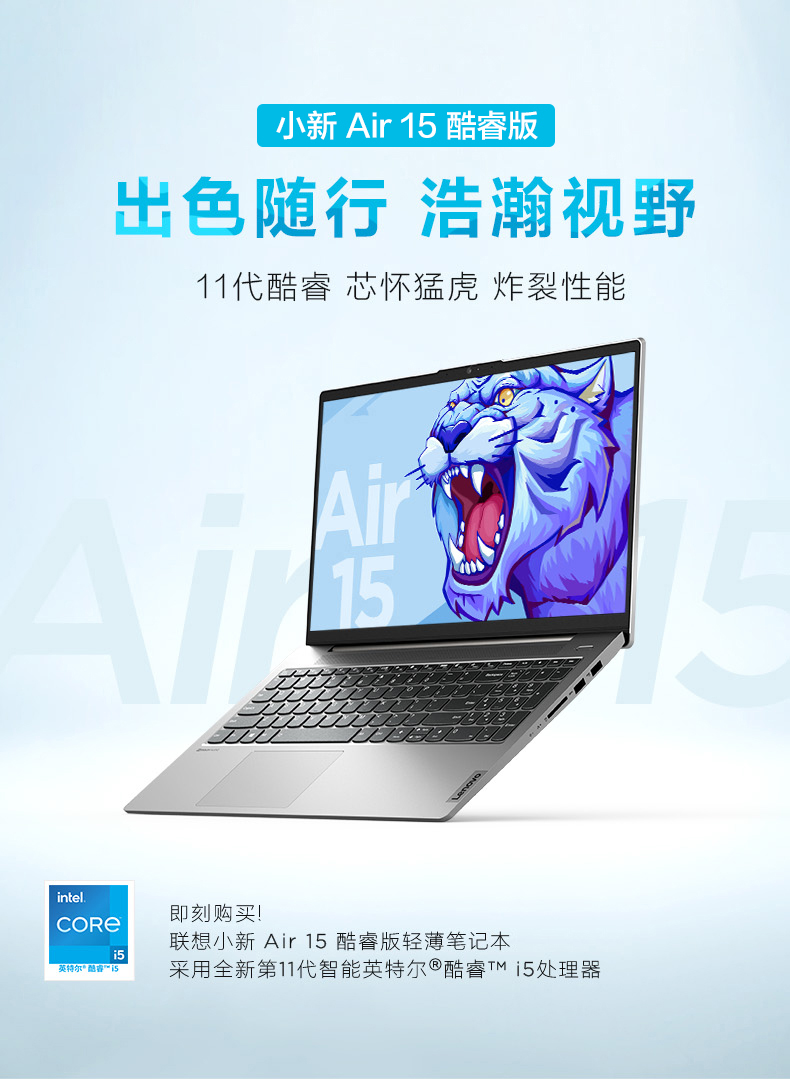 小新 Air 15 酷睿版
出色随行 浩瀚视野
11代酷睿 芯怀猛虎 炸裂性能
Air 15
Air
15
Lenovo
intel.
CORE
i5
英特尔® 酷睿™ i5
即刻购买!
联想小新 Air 15 酷睿版轻薄笔记本
采用全新第11代智能英特尔®酷睿™ i5处理器